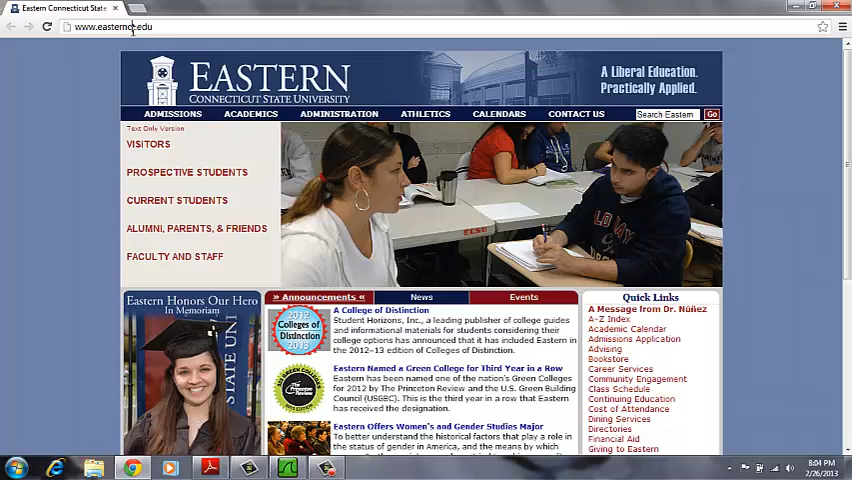 Eastern Connecticut State
www.easternct.edu
EASTERN
CONNECTICUT STATE UNIVERSITY
A Liberal Education.
Practically Applied.
ADMISSIONS ACADEMICS ADMINISTRATION ATHLETICS CALENDARS CONTACT US Search Eastern Go
Text Only Version
VISITORS
PROSPECTIVE STUDENTS
CURRENT STUDENTS
ALUMNI, PARENTS, & FRIENDS
FACULTY AND STAFF
ECSU
Eastern Honors Our Hero
In Memoriam
STATE UNI
» Announcements « News Events
2012
Colleges of
Distinction
2013
A College of Distinction
Student Horizons, Inc., a leading publisher of college guides
and informational materials for students considering their
college options has announced that it has included Eastern in
the 2012-13 edition of Colleges of Distinction.
The
Princeton
Review
Eastern Named a Green College for Third Year in a Row
Eastern has been named one of the nation's Green Colleges
for 2012 by The Princeton Review and the U.S. Green Building
Council (USGBC). This is the third year in a row that Eastern
has received the designation.
Eastern Offers Women's and Gender Studies Major
To better understand the historical factors that play a role in
the status of gender in America, and the means by which
Quick Links
A Message from Dr. Núñez
A-Z Index
Academic Calendar
Admissions Application
Advising
Bookstore
Career Services
Community Engagement
Class Schedule
Continuing Education
Cost of Attendance
Dining Services
Directories
Financial Aid
Giving to Eastern
8:04 PM
2/26/2013